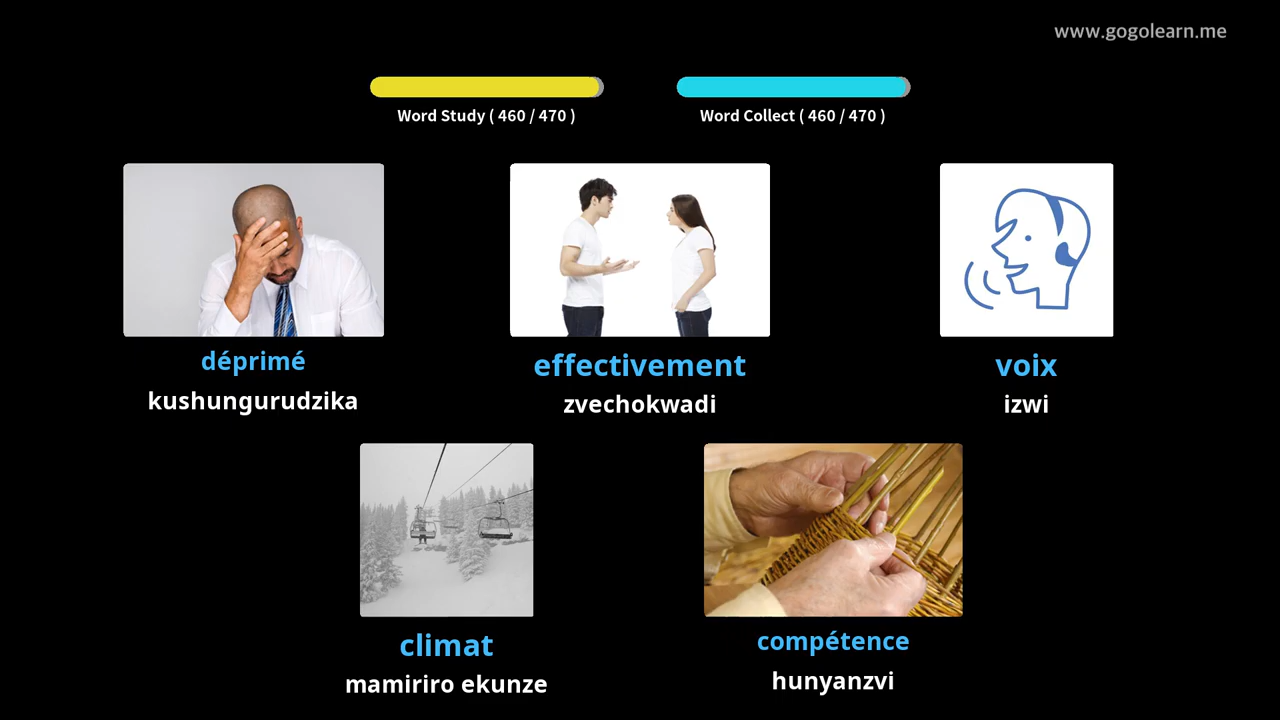 www.gogolearn.me
Word Study ( 460 / 470 )
Word Collect ( 460 / 470 )
déprimé
kushungurudzika
effectivement
zvechokwadi
voix
izwi
climat
mamiriro ekunze
compétence
hunyanzvi